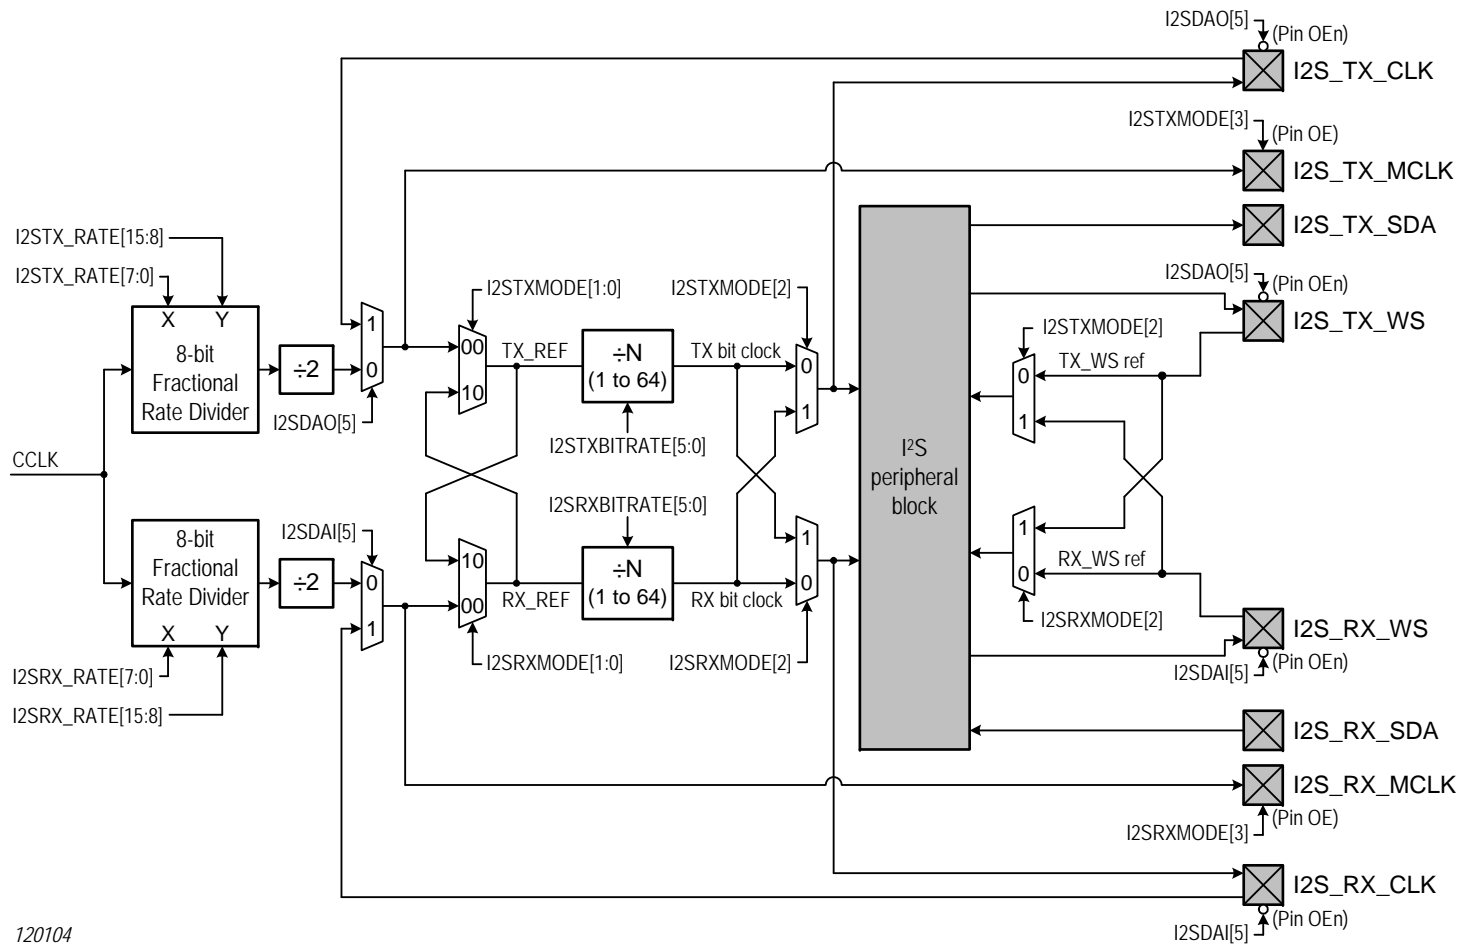 I2SDAO[5]
(Pin OEn)
I2S_TX_CLK
I2STXMODE[3]
(Pin OE)
I2S_TX_MCLK
I2S_TX_SDA
I2STX_RATE[15:8]
I2STX_RATE[7:0]
X Y
8-bit
Fractional
Rate Divider
÷2
1
0
I2SDAO[5]
I2STXMODE[1:0]
00
10
TX_REF
÷N
(1 to 64)
I2STXBITRATE[5:0]
TX bit clock
I2STXMODE[2]
0
1
I2SDAO[5]
(Pin OEn)
I2S_TX_WS
I2STXMODE[2]
TX_WS ref
0
1
CCLK
I2S
peripheral
block
8-bit
Fractional
Rate Divider
X Y
I2SRX_RATE[7:0]
I2SRX_RATE[15:8]
÷2
I2SDAI[5]
0
1
10
00
I2SRXMODE[1:0]
RX_REF
I2SRXBITRATE[5:0]
÷N
(1 to 64)
RX bit clock
1
0
I2SRXMODE[2]
1
0
RX_WS ref
I2SRXMODE[2]
I2S_RX_WS
(Pin OEn)
I2SDAI[5]
I2S_RX_SDA
I2S_RX_MCLK
(Pin OE)
I2SRXMODE[3]
I2S_RX_CLK
(Pin OEn)
I2SDAI[5]
120104